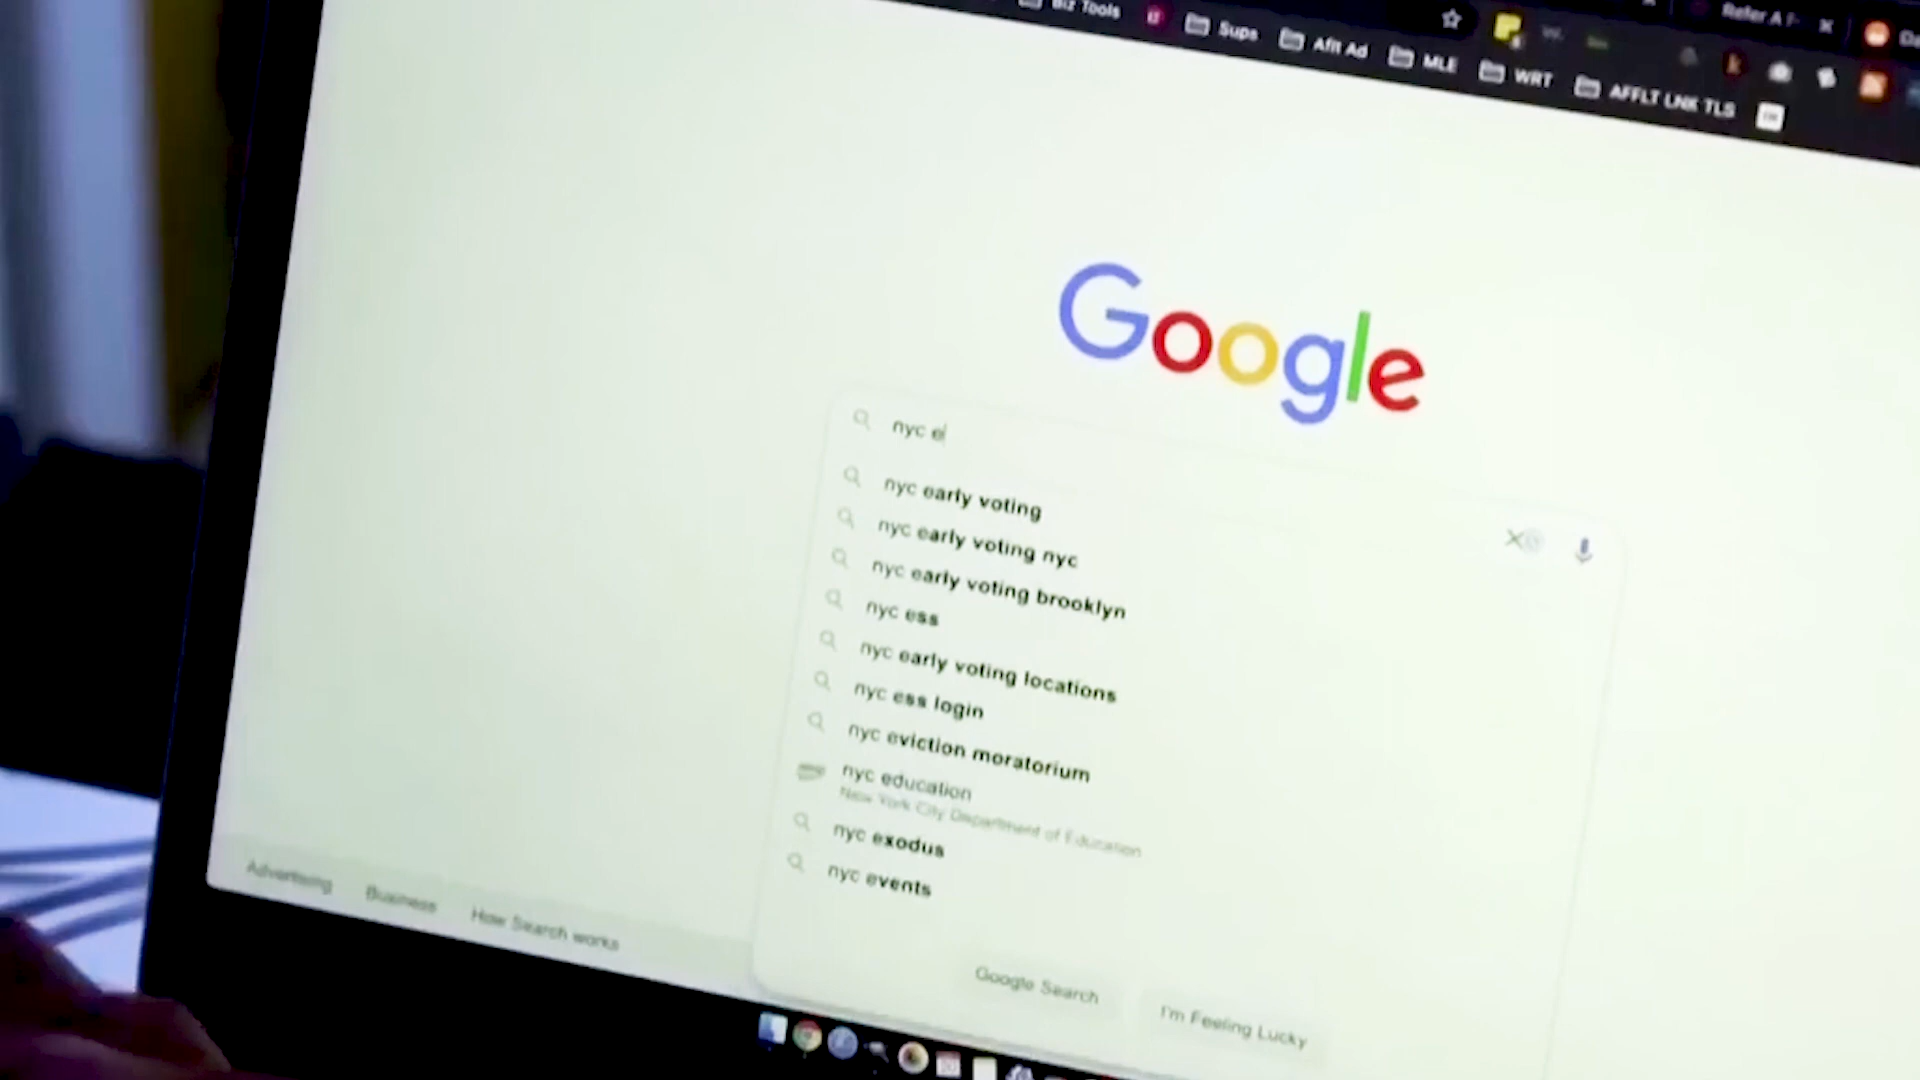 Biz Tools
Sups
Aflt Ad
MLE
WRT
AFFLT LNK TLS
Refer A F
Google
nyc e
nyc early voting
nyc early voting nyc
nyc early voting brooklyn
nyc ess
nyc early voting locations
nyc ess login
nyc eviction moratorium
nyc education
New York City Department of Education
nyc exodus
nyc events
Google Search
I'm Feeling Lucky
Advertising
Business
How Search works